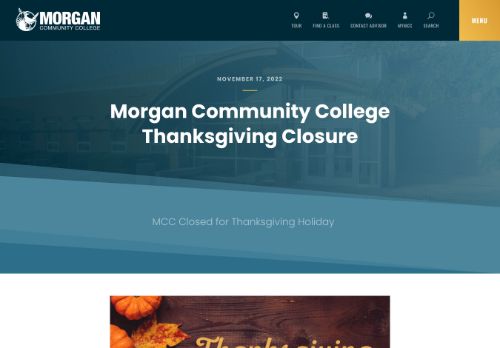 MORGAN
COMMUNITY COLLEGE
TOUR
FIND A CLASS
CONTACT ADVISOR
MYMCC
SEARCH
MENU
NOVEMBER 17, 2022
Morgan Community College
Thanksgiving Closure
MCC Closed for Thanksgiving Holiday
Thanksgiving